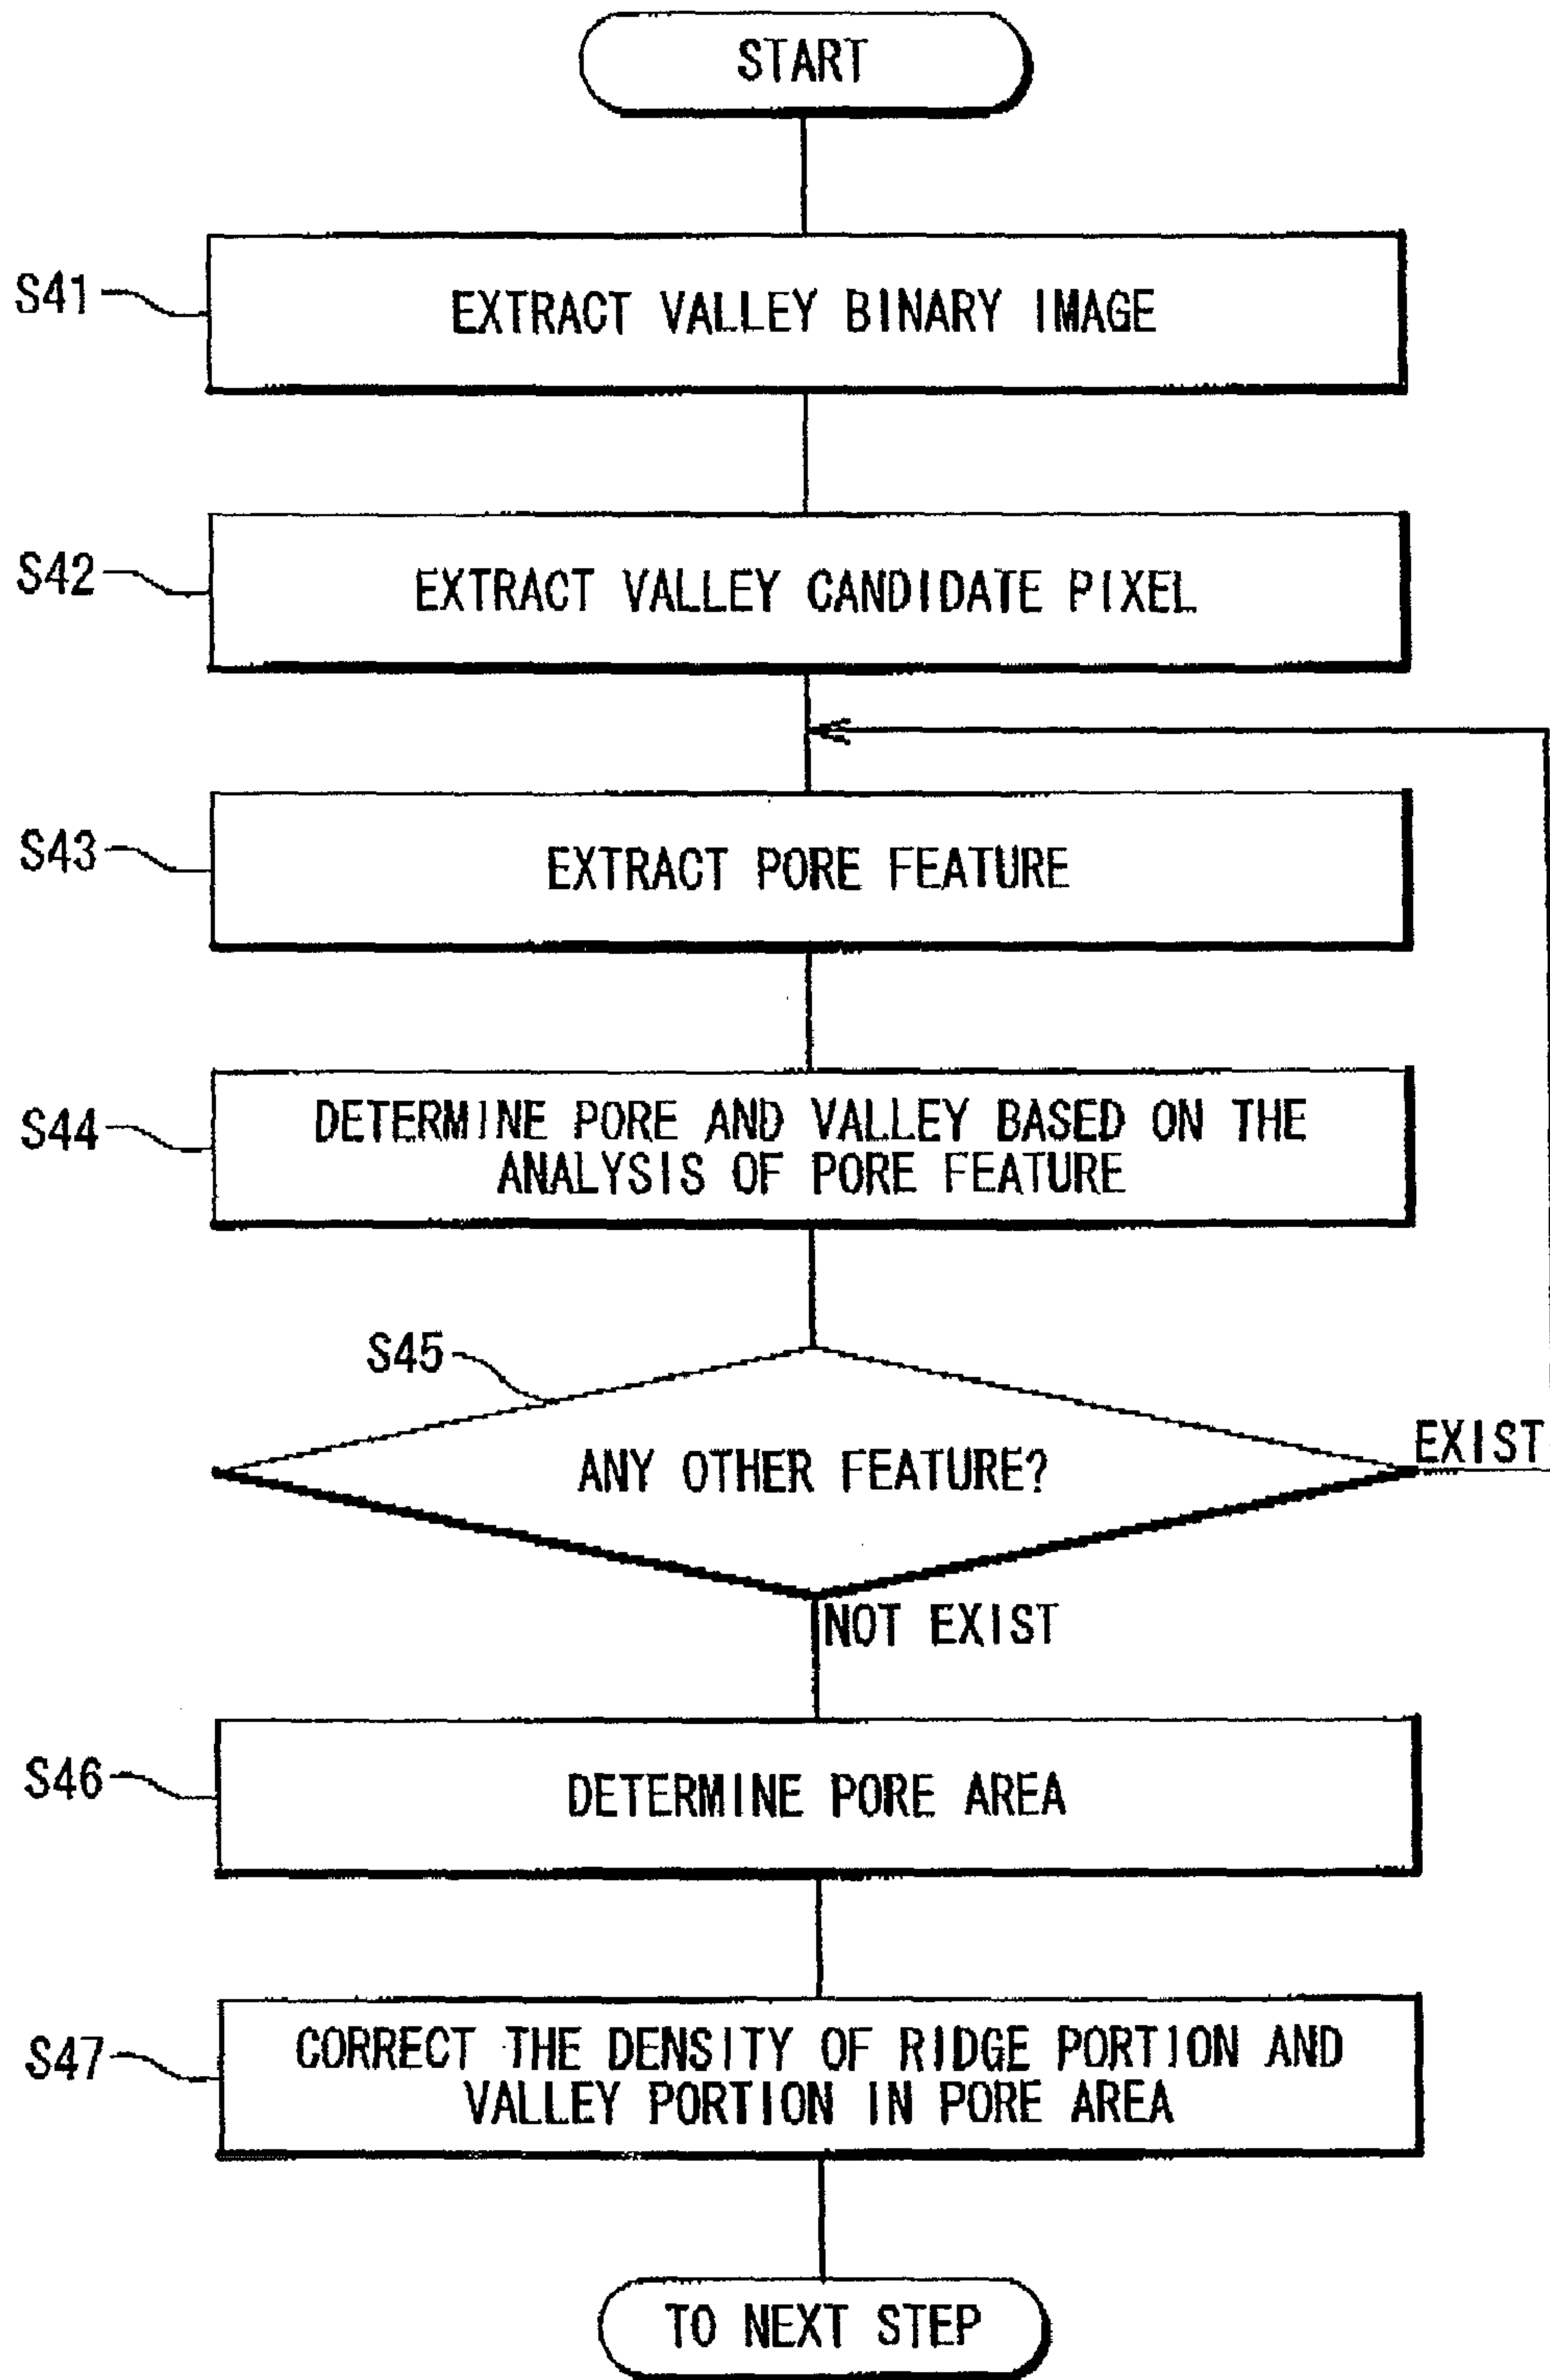 START
S41
EXTRACT VALLEY BINARY IMAGE
S42
EXTRACT VALLEY CANDIDATE PIXEL
S43
EXTRACT PORE FEATURE
S44
DETERMINE PORE AND VALLEY BASED ON THE
ANALYSIS OF PORE FEATURE
S45
ANY OTHER FEATURE?
EXIST
NOT EXIST
S46
DETERMINE PORE AREA
S47
CORRECT THE DENSITY OF RIDGE PORTION AND
VALLEY PORTION IN PORE AREA
TO NEXT STEP